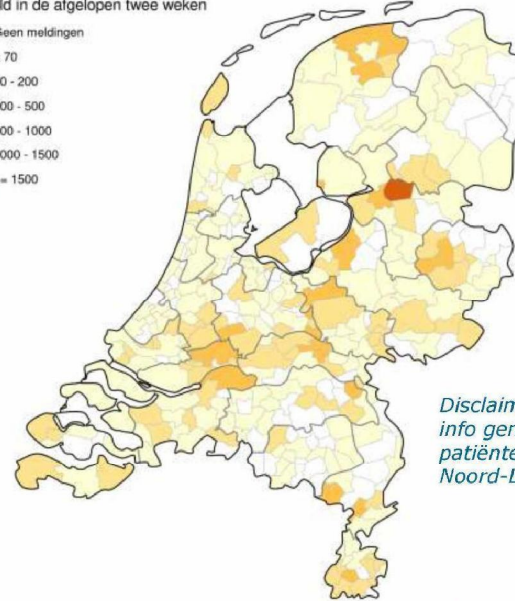 ld in de afgelopen twee weken
Geen meldingen
70
0 - 200
00 - 500
00 - 1000
000 - 1500
= 1500
Disclaim
info ger
patiënte
Noord-L